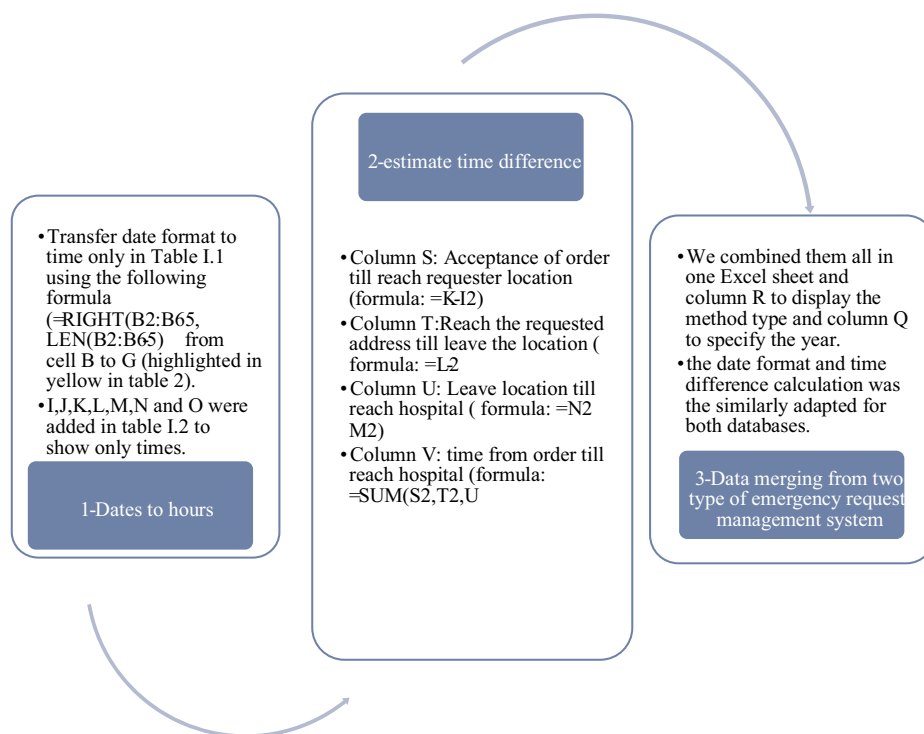 •Transfer date format to
time only in Table I.1
using the following
formula
(=RIGHT(B2:B65,
LEN(B2:B65) from
cell B to G (highlighted in
yellow in table 2).
•I,J,K,L,M,N and O were
added in table I.2 to
show only times.
1-Dates to hours
2-estimate time difference
•Column S: Acceptance of order
till reach requester location
(formula: =K-I2)
•Column T:Reach the requested
address till leave the location (
formula: =L2
•Column U: Leave location till
reach hospital ( formula: =N2
M2)
•Column V: time from order till
reach hospital (formula:
=SUM(S2,T2,U
•We combined them all in
one Excel sheet and
column R to display the
method type and column Q
to specify the year.
•the date format and time
difference calculation was
the similarly adapted for
both databases.
3-Data merging from two
type of emergency request
management system